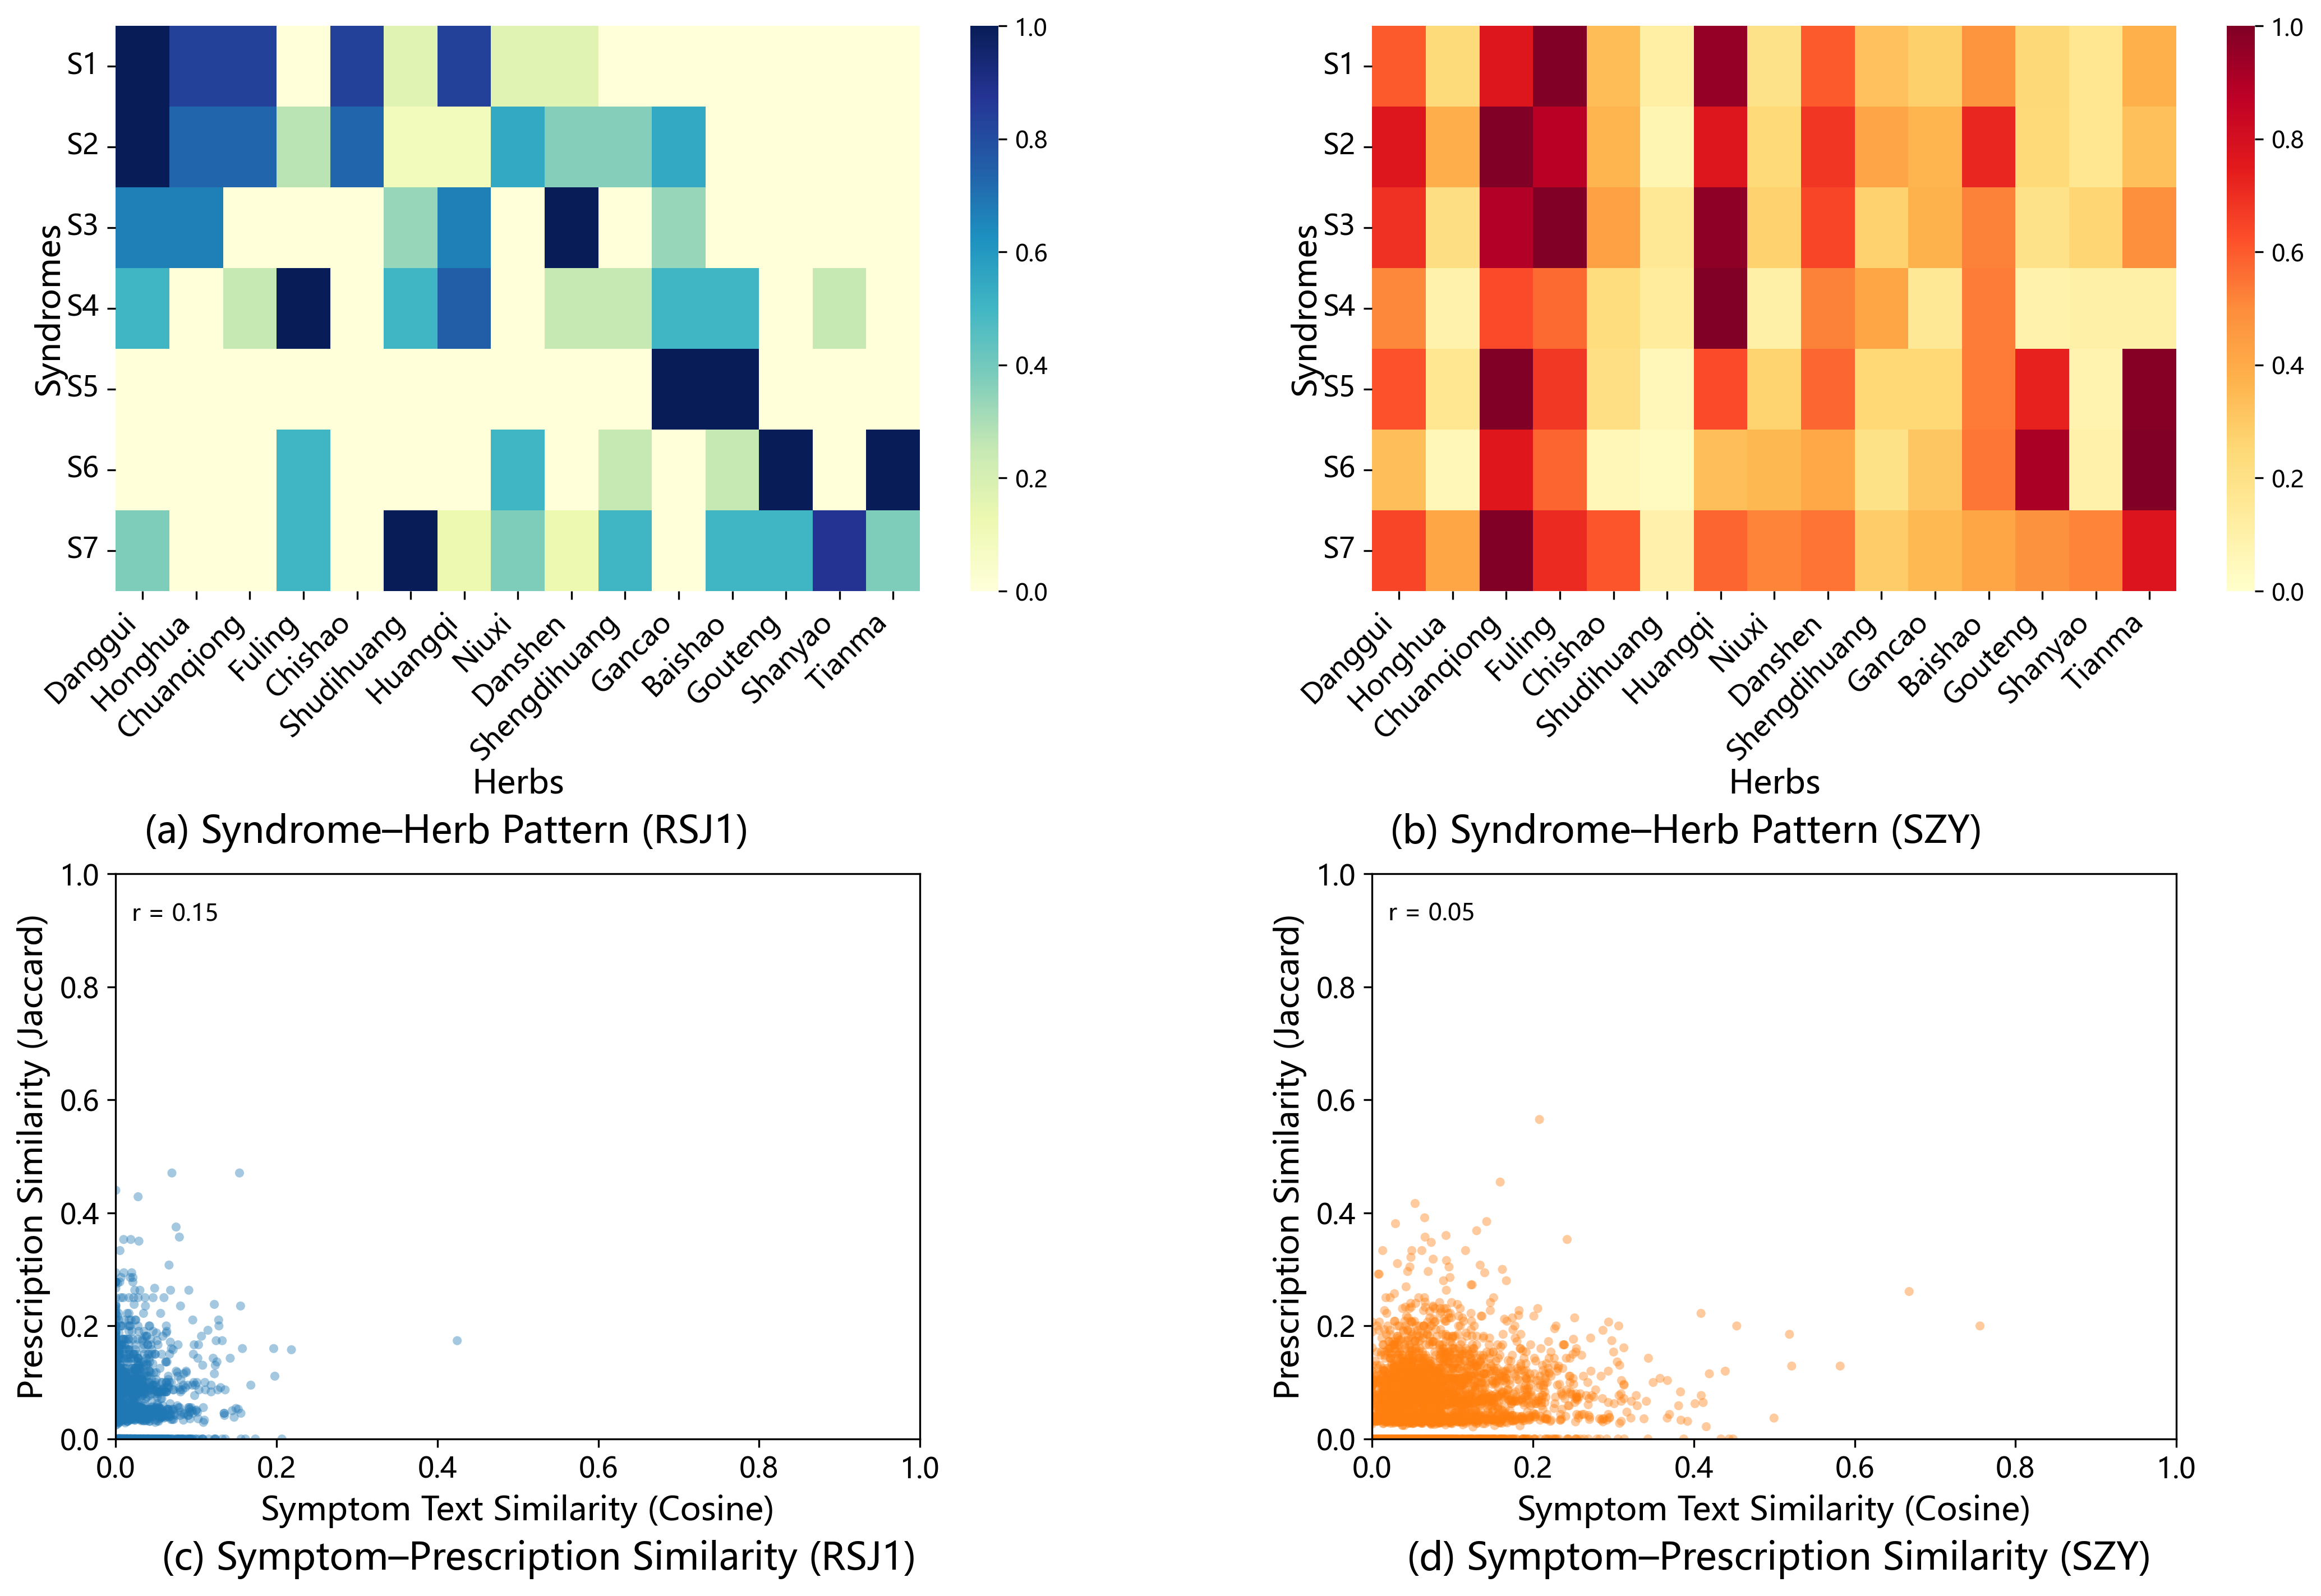 Syndromes
S1
S2
S3
S4
S5
S6
S7
Danggui
Honghua
Chuanqiong
Fuling
Chishao
Shudihuang
Huangqi
Niuxi
Danshen
Shengdihuang
Gancao
Baishao
Gouteng
Shanyao
Tianma
Herbs
1.0
0.8
0.6
0.4
0.2
0.0
(a) Syndrome–Herb Pattern (RSJ1)
Syndromes
S1
S2
S3
S4
S5
S6
S7
Danggui
Honghua
Chuanqiong
Fuling
Chishao
Shudihuang
Huangqi
Niuxi
Danshen
Shengdihuang
Gancao
Baishao
Gouteng
Shanyao
Tianma
Herbs
1.0
0.8
0.6
0.4
0.2
0.0
(b) Syndrome–Herb Pattern (SZY)
Prescription Similarity (Jaccard)
1.0
0.8
0.6
0.4
0.2
0.0
r = 0.15
0.0 0.2 0.4 0.6 0.8 1.0
Symptom Text Similarity (Cosine)
(c) Symptom–Prescription Similarity (RSJ1)
Prescription Similarity (Jaccard)
1.0
0.8
0.6
0.4
0.2
0.0
r = 0.05
0.0 0.2 0.4 0.6 0.8 1.0
Symptom Text Similarity (Cosine)
(d) Symptom–Prescription Similarity (SZY)